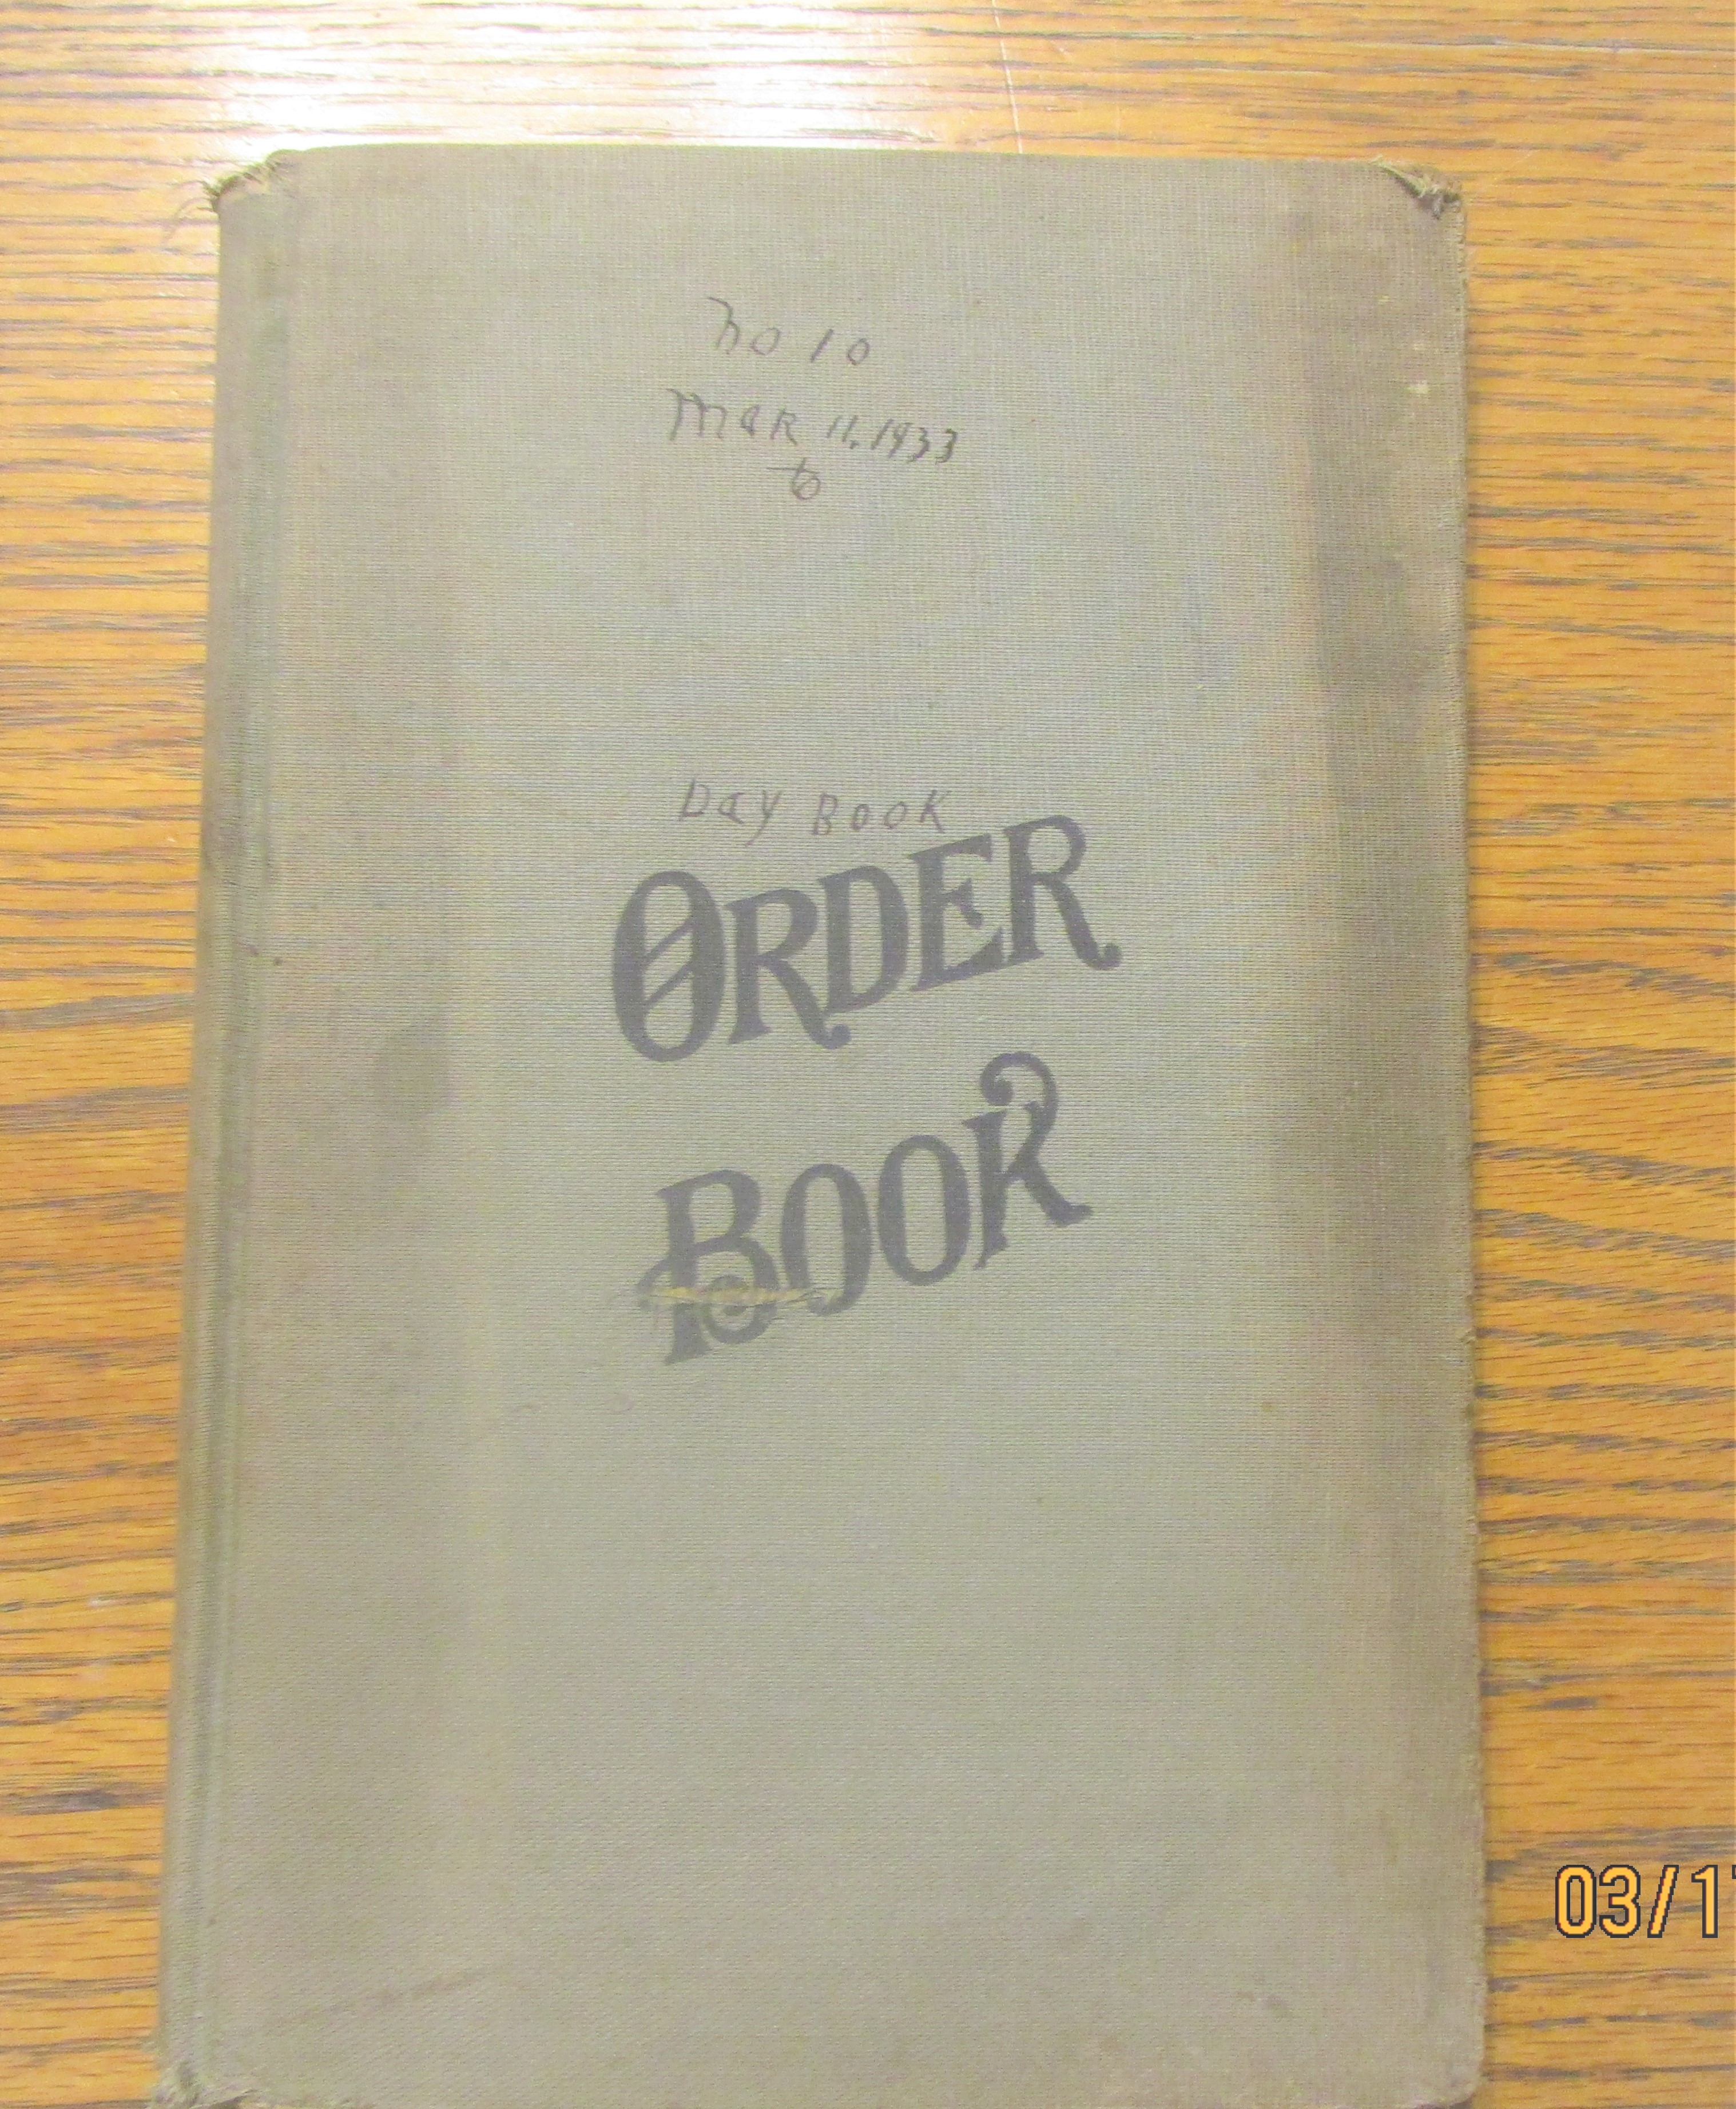 No 10
Mar 11, 1933
to
Day Book
ORDER
BOOK
03/1